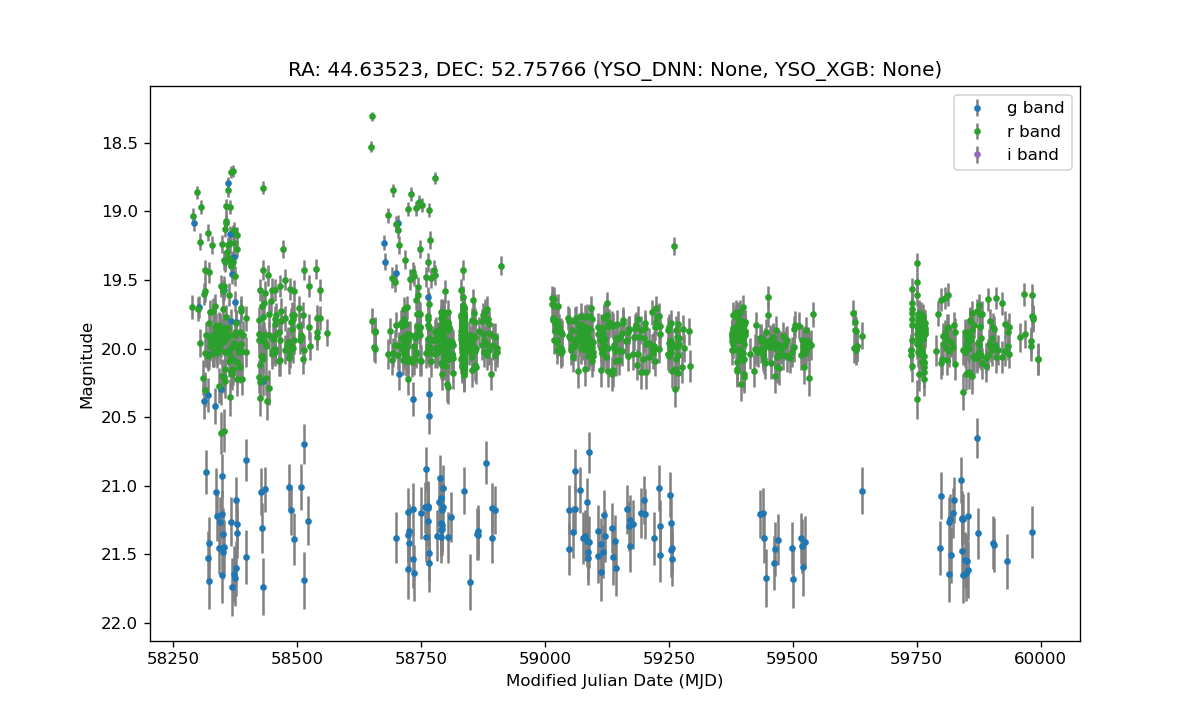 RA: 44.63523, DEC: 52.75766 (YSO_DNN: None, YSO_XGB: None)
g band
r band
i band
18.5
19.0
19.5
20.0
20.5
21.0
21.5
22.0
Magnitude
58250
58500
58750
59000
59250
59500
59750
60000
Modified Julian Date (MJD)